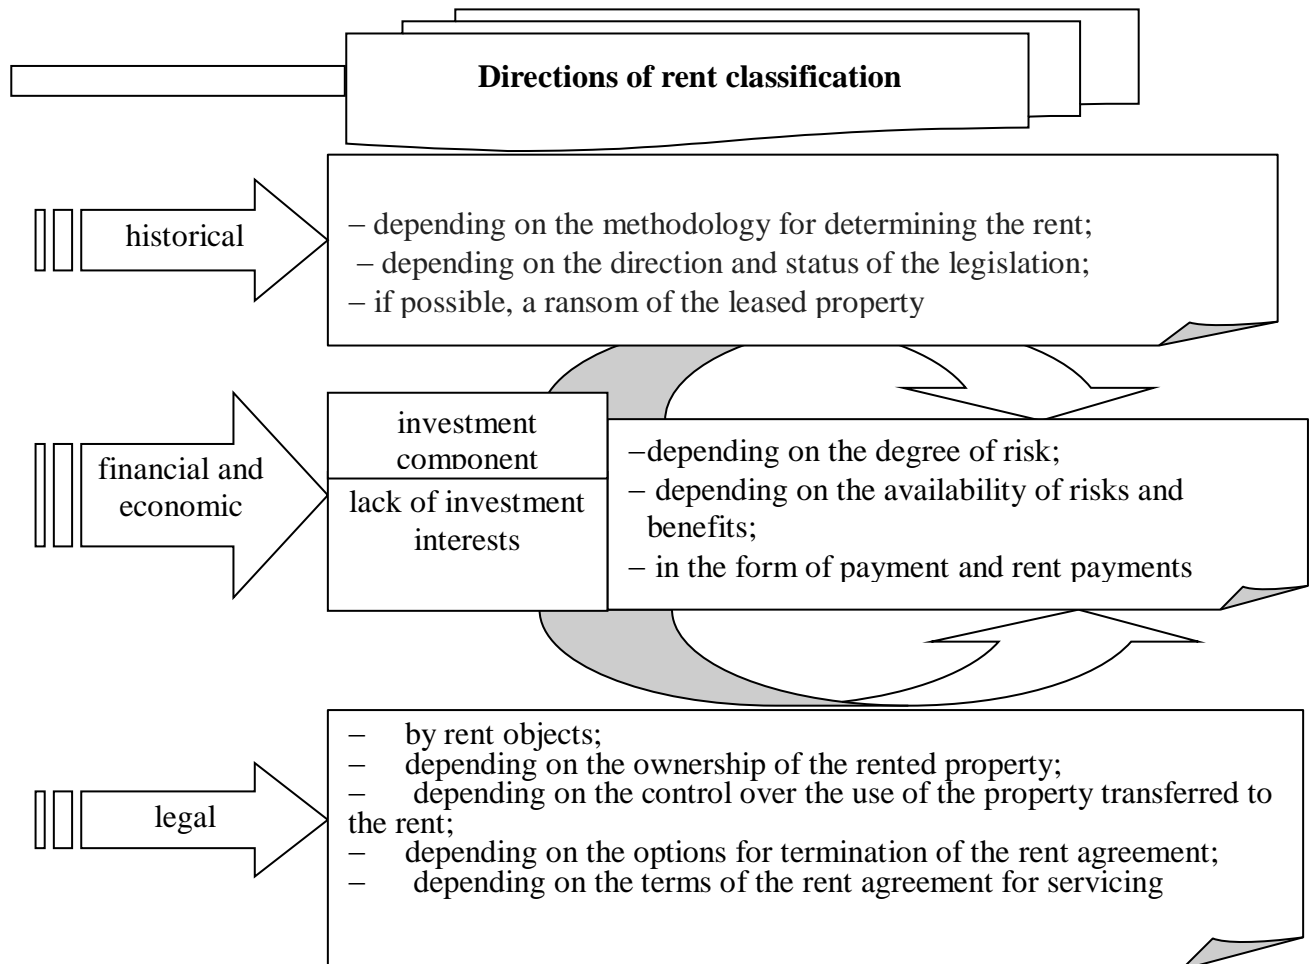 Directions of rent classification
historical
– depending on the methodology for determining the rent;
– depending on the direction and status of the legislation;
– if possible, a ransom of the leased property
financial and
economic
investment
component
lack of investment
interests
–depending on the degree of risk;
– depending on the availability of risks and
benefits;
– in the form of payment and rent payments
legal
– by rent objects;
– depending on the ownership of the rented property;
– depending on the control over the use of the property transferred to
the rent;
– depending on the options for termination of the rent agreement;
– depending on the terms of the rent agreement for servicing